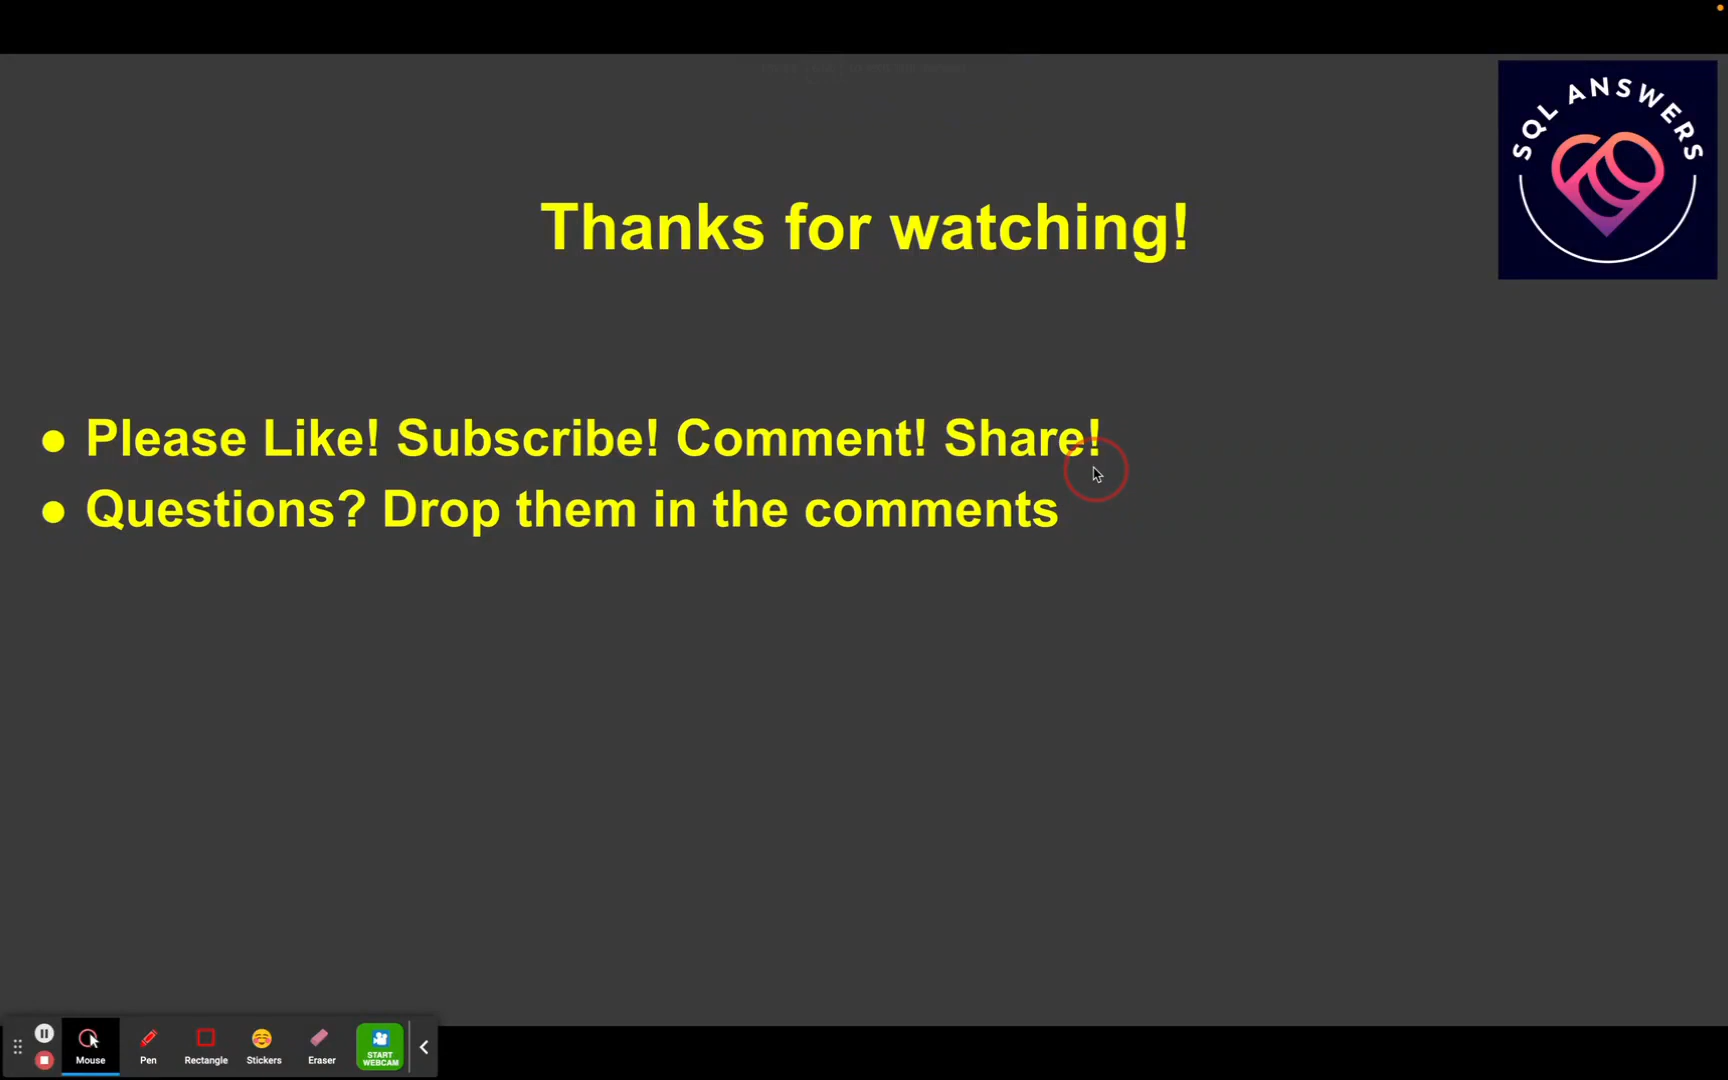 SQL ANSWERS
Thanks for watching!
● Please Like! Subscribe! Comment! Share!
● Questions? Drop them in the comments
Mouse
Pen
Rectangle
Stickers
Eraser
START
WEBCAM